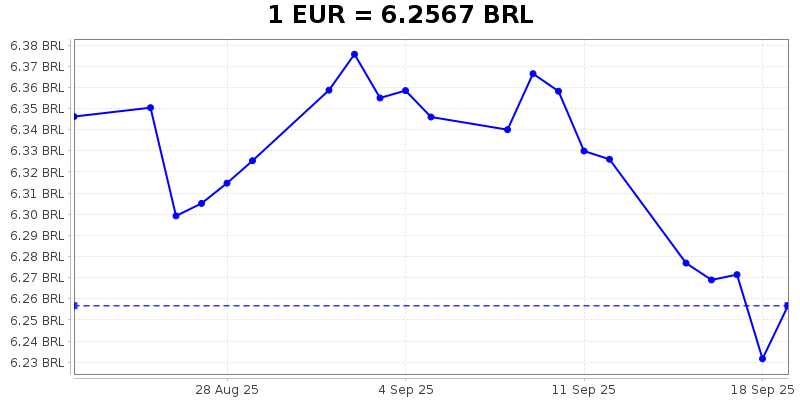 1 EUR = 6.2567 BRL
6.38 BRL
6.37 BRL
6.36 BRL
6.35 BRL
6.34 BRL
6.33 BRL
6.32 BRL
6.31 BRL
6.30 BRL
6.29 BRL
6.28 BRL
6.27 BRL
6.26 BRL
6.25 BRL
6.24 BRL
6.23 BRL
28 Aug 25 4 Sep 25 11 Sep 25 18 Sep 25